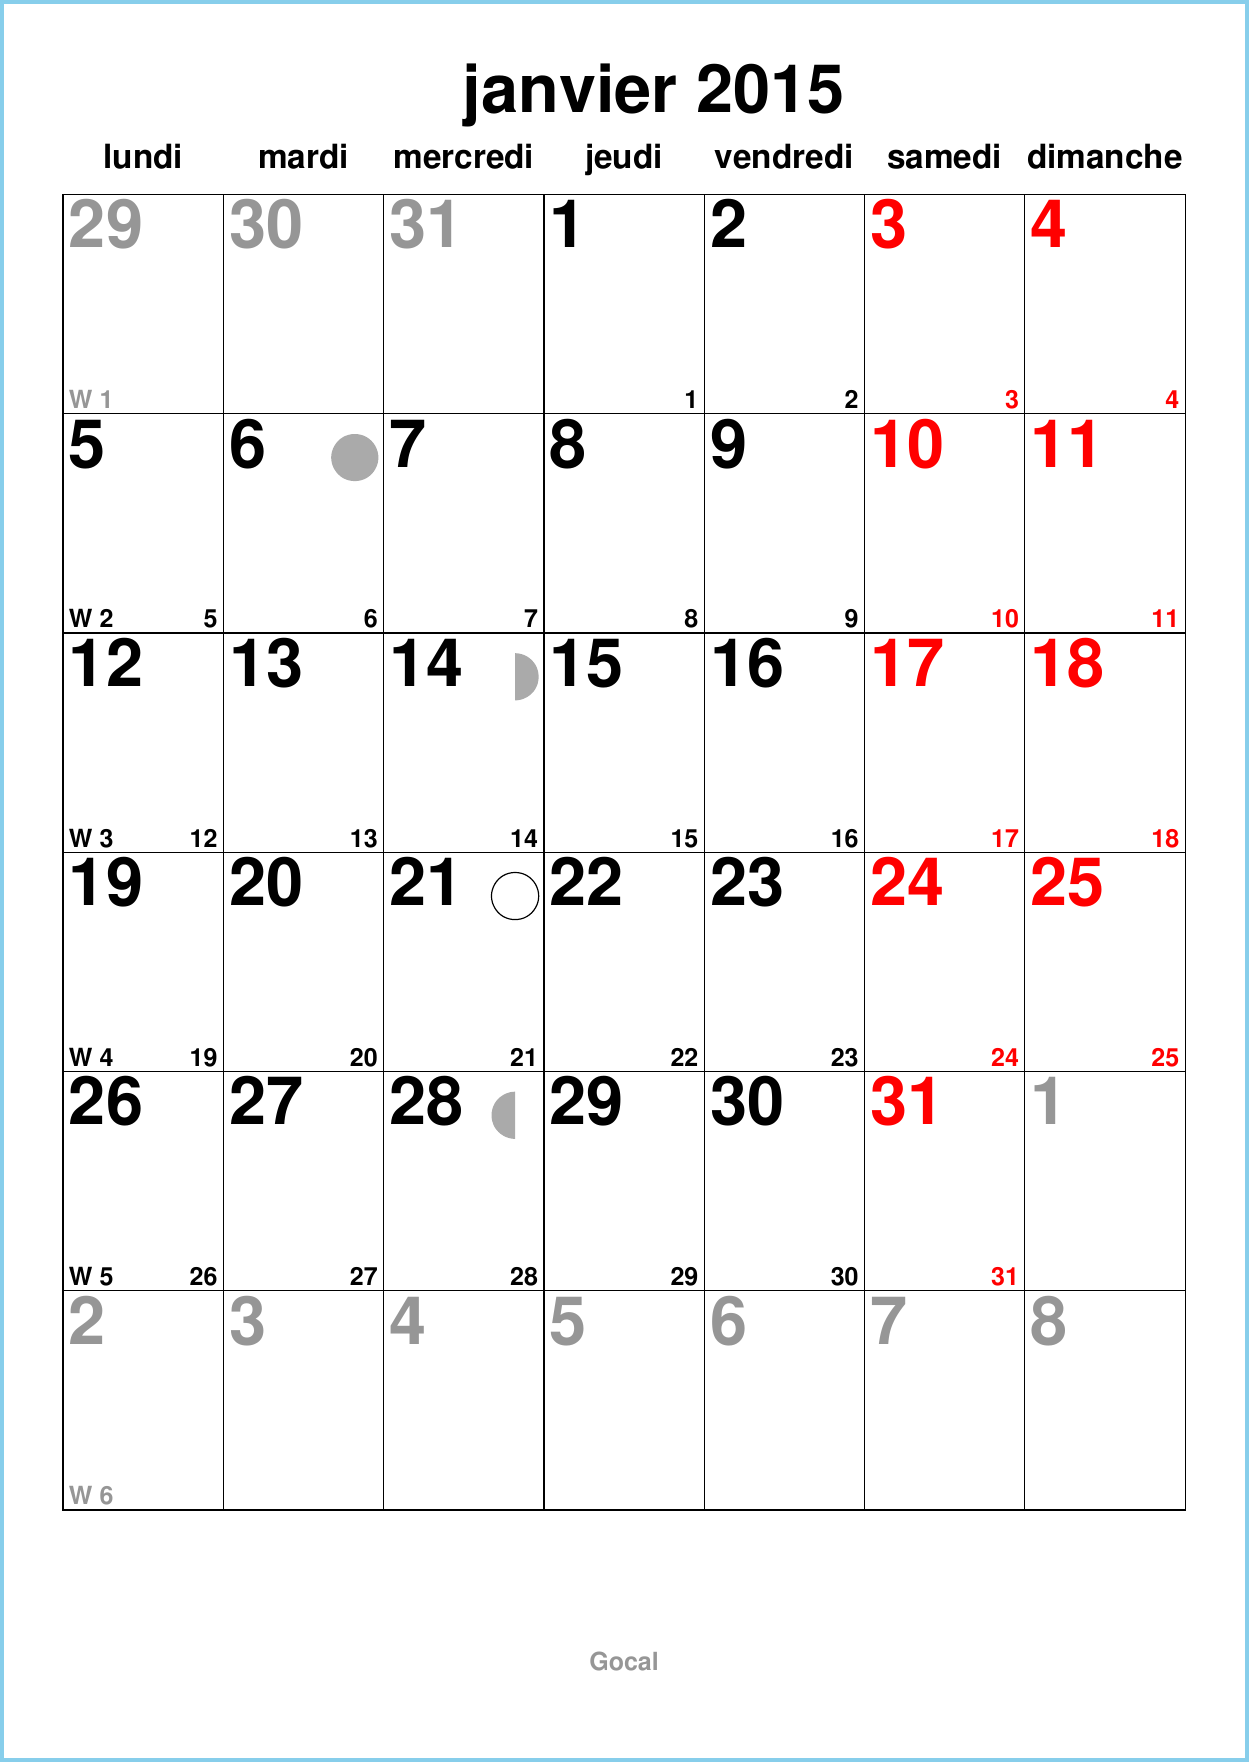 janvier 2015
lundi mardi mercredi jeudi vendredi samedi dimanche
29 30 31 1 2 3 4
W 1 1 2 3 4
5 6 7 8 9 10 11
W 2 5 6 7 8 9 10 11
12 13 14 15 16 17 18
W 3 12 13 14 15 16 17 18
19 20 21 22 23 24 25
W 4 19 20 21 22 23 24 25
26 27 28 29 30 31 1
W 5 26 27 28 29 30 31
2 3 4 5 6 7 8
W 6
Gocal